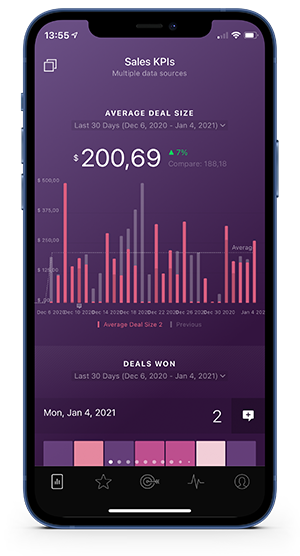 13:55
Sales KPIs
Multiple data sources
AVERAGE DEAL SIZE
Last 30 Days (Dec 6, 2020 - Jan 4, 2021)
$ 200,69 ▲ 7%
Compare: 188,16
$ 500,00
$ 375,00
$ 250,00
Average
$ 125,00
$ ,00
Dec 6 2020 Dec 10 2020 Dec 14 2020 Dec 18 2020 Dec 22 2020 Dec 26 2020 Dec 30 2020 Jan 4 2021
Average Deal Size 2 Previous
DEALS WON
Last 30 Days (Dec 6, 2020 - Jan 4, 2021)
Mon, Jan 4, 2021 2